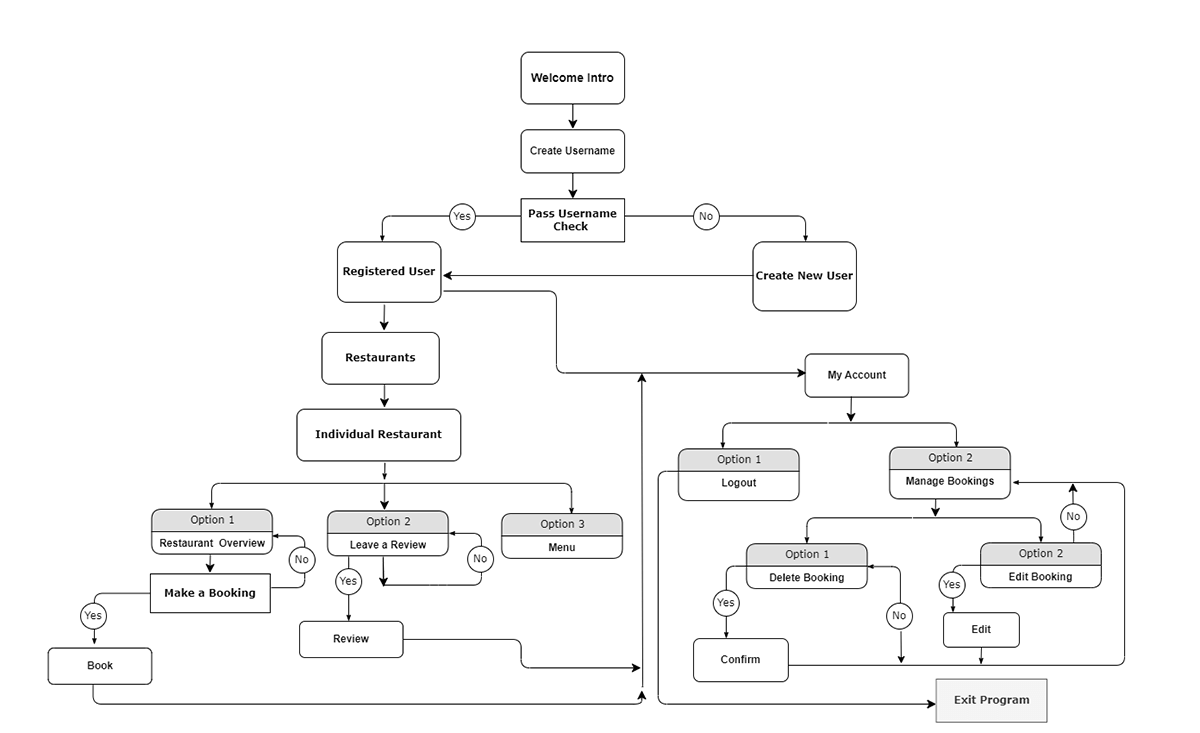 Welcome Intro
Create Username
Pass Username
Check
Yes
No
Registered User
Create New User
Restaurants
My Account
Individual Restaurant
Option 1
Logout
Option 2
Manage Bookings
Option 1
Restaurant Overview
Option 2
Leave a Review
Option 3
Menu
No
No
No
Make a Booking
Yes
Yes
Option 1
Delete Booking
Option 2
Edit Booking
Yes
No
Yes
Book
Review
Confirm
Edit
Exit Program